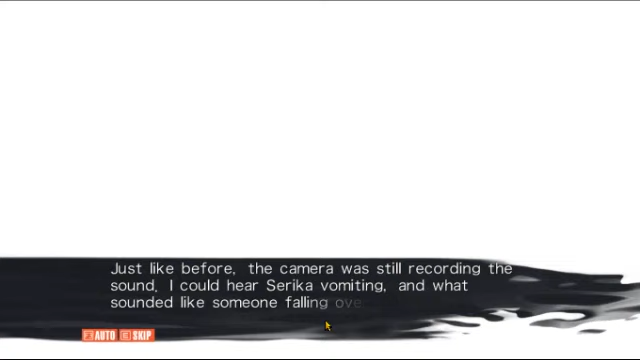 Just like before, the camera was still recording the
sound. I could hear Serika vomiting, and what
sounded like someone falling ove
AUTO SKIP